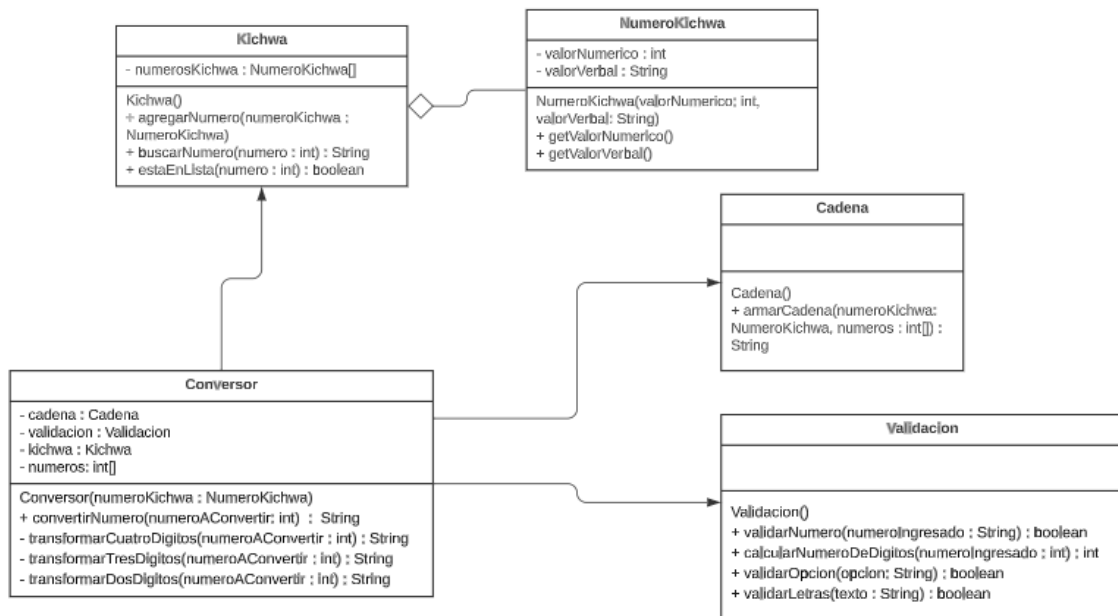 Kichwa
- numerosKichwa : NumeroKichwa[]
Kichwa()
+ agregarNumero(numeroKichwa :
NumeroKichwa)
+ buscarNumero(numero : int) : String
+ estaEnLista(numero : int) : boolean
NumeroKichwa
- valorNumerico : int
- valorVerbal : String
NumeroKichwa(valorNumerico: int,
valorVerbal: String)
+ getValorNumerico()
+ getValorVerbal()
Cadena
Cadena()
+ armarCadena(numeroKichwa:
NumeroKichwa, numeros : int[]) :
String
Conversor
- cadena : Cadena
- validacion : Validacion
- kichwa : Kichwa
- numeros: int[]
Conversor(numeroKichwa : NumeroKichwa)
+ convertirNumero(numeroAConvertir: int) : String
- transformarCuatroDigitos(numeroAConvertir : int) : String
- transformarTresDigitos(numeroAConvertir : int) : String
- transformarDosDigitos(numeroAConvertir : int) : String
Validacion
Validacion()
+ validarNumero(numeroIngresado : String) : boolean
+ calcularNumeroDeDigitos(numeroIngresado : int) : int
+ validarOpcion(opcion: String) : boolean
+ validarLetras(texto : String) : boolean